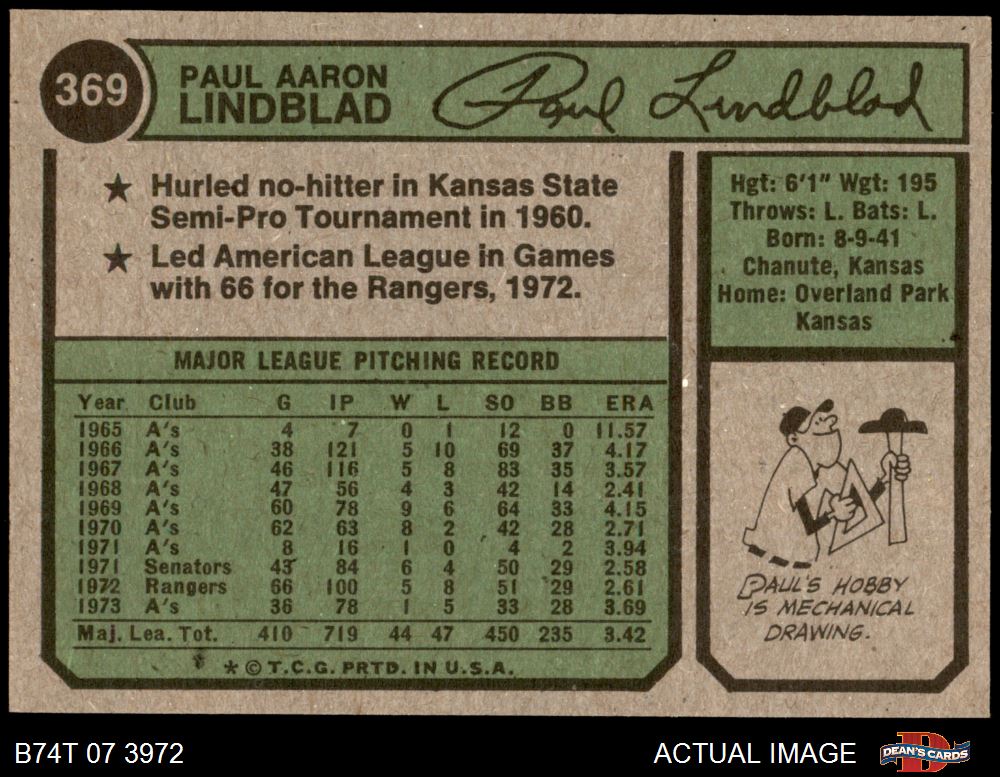 369
PAUL AARON
LINDBLAD
Paul Lindblad
★ Hurled no-hitter in Kansas State
Semi-Pro Tournament in 1960.
★ Led American League in Games
with 66 for the Rangers, 1972.
Hgt: 6'1" Wgt: 195
Throws: L. Bats: L.
Born: 8-9-41
Chanute, Kansas
Home: Overland Park
Kansas
MAJOR LEAGUE PITCHING RECORD
Year Club G IP W L SO BB ERA
1965 A's 4 7 0 1 12 0 11.57
1966 A's 38 121 5 10 69 37 4.17
1967 A's 46 116 5 8 83 35 3.57
1968 A's 47 56 4 3 42 14 2.41
1969 A's 60 78 9 6 64 33 4.15
1970 A's 62 63 8 2 42 28 2.71
1971 A's 8 16 1 0 4 2 3.94
1971 Senators 43 84 6 4 50 29 2.58
1972 Rangers 66 100 5 8 51 29 2.61
1973 A's 36 78 1 5 33 28 3.69
Maj. Lea. Tot. 410 719 44 47 450 235 3.42
* © T.C.G. PRTD. IN U.S.A.
PAUL'S HOBBY
IS MECHANICAL
DRAWING.
B74T 07 3972
ACTUAL IMAGE
DEAN'S CARDS